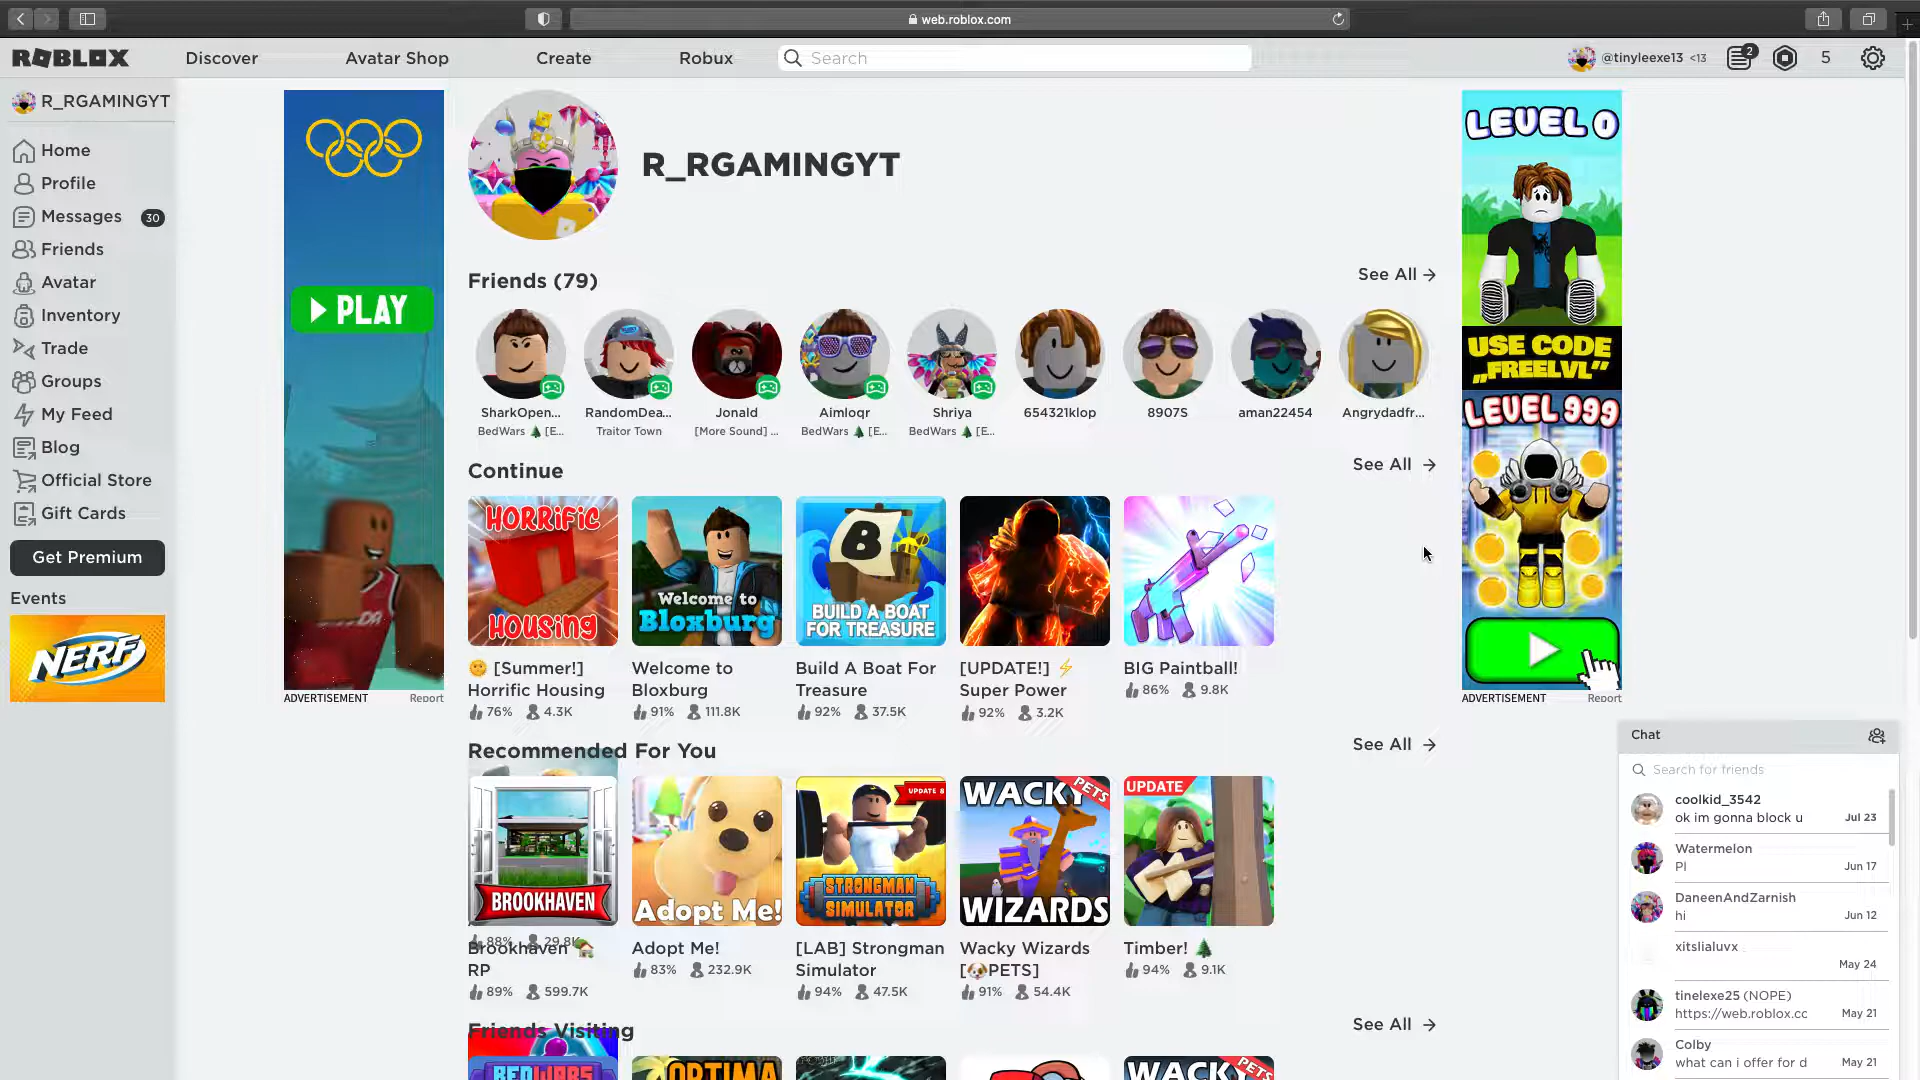 web.roblox.com
ROBLOX
Discover
Avatar Shop
Create
Robux
Search
@tinyleexe13 <13
2
5
R_RGAMINGYT
Home
Profile
Messages 30
Friends
Avatar
Inventory
Trade
Groups
My Feed
Blog
Official Store
Gift Cards
Get Premium
Events
NERF
PLAY
ADVERTISEMENT
Report
R_RGAMINGYT
Friends (79)
See All →
SharkOpen...
BedWars 🌲 [E...
RandomDea...
Traitor Town
Jonald
[More Sound] ...
Aimloqr
BedWars 🌲 [E...
Shriya
BedWars 🌲 [E...
654321klop
8907S
aman22454
Angrydadfr...
Continue
See All →
HORRIFIC
HOUSING
Welcome to
Bloxburg
B
BUILD A BOAT
FOR TREASURE
🌞 [Summer!]
Horrific Housing
76% 4.3K
Welcome to
Bloxburg
91% 111.8K
Build A Boat For
Treasure
92% 37.5K
[UPDATE!] ⚡
Super Power
92% 3.2K
BIG Paintball!
86% 9.8K
Recommended For You
See All →
BROOKHAVEN
Adopt Me!
UPDATE 8
STRONGMAN
SIMULATOR
WACKY
PETS
WIZARDS
UPDATE
88% 29.8K
Brookhaven 🏡
RP
89% 599.7K
Adopt Me!
83% 232.9K
[LAB] Strongman
Simulator
94% 47.5K
Wacky Wizards
[🐶PETS]
91% 54.4K
Timber! 🌲
94% 9.1K
Friends Visiting
See All →
BEDWARS
OPTIMA
WACKY
PETS
LEVEL 0
USE CODE
„FREELVL”
LEVEL 999
ADVERTISEMENT
Report
Chat
Search for friends
coolkid_3542
ok im gonna block u Jul 23
Watermelon
Pl Jun 17
DaneenAndZarnish
hi Jun 12
xitslialuvx
May 24
tinelexe25 (NOPE)
https://web.roblox.cc May 21
Colby
what can i offer for d May 21